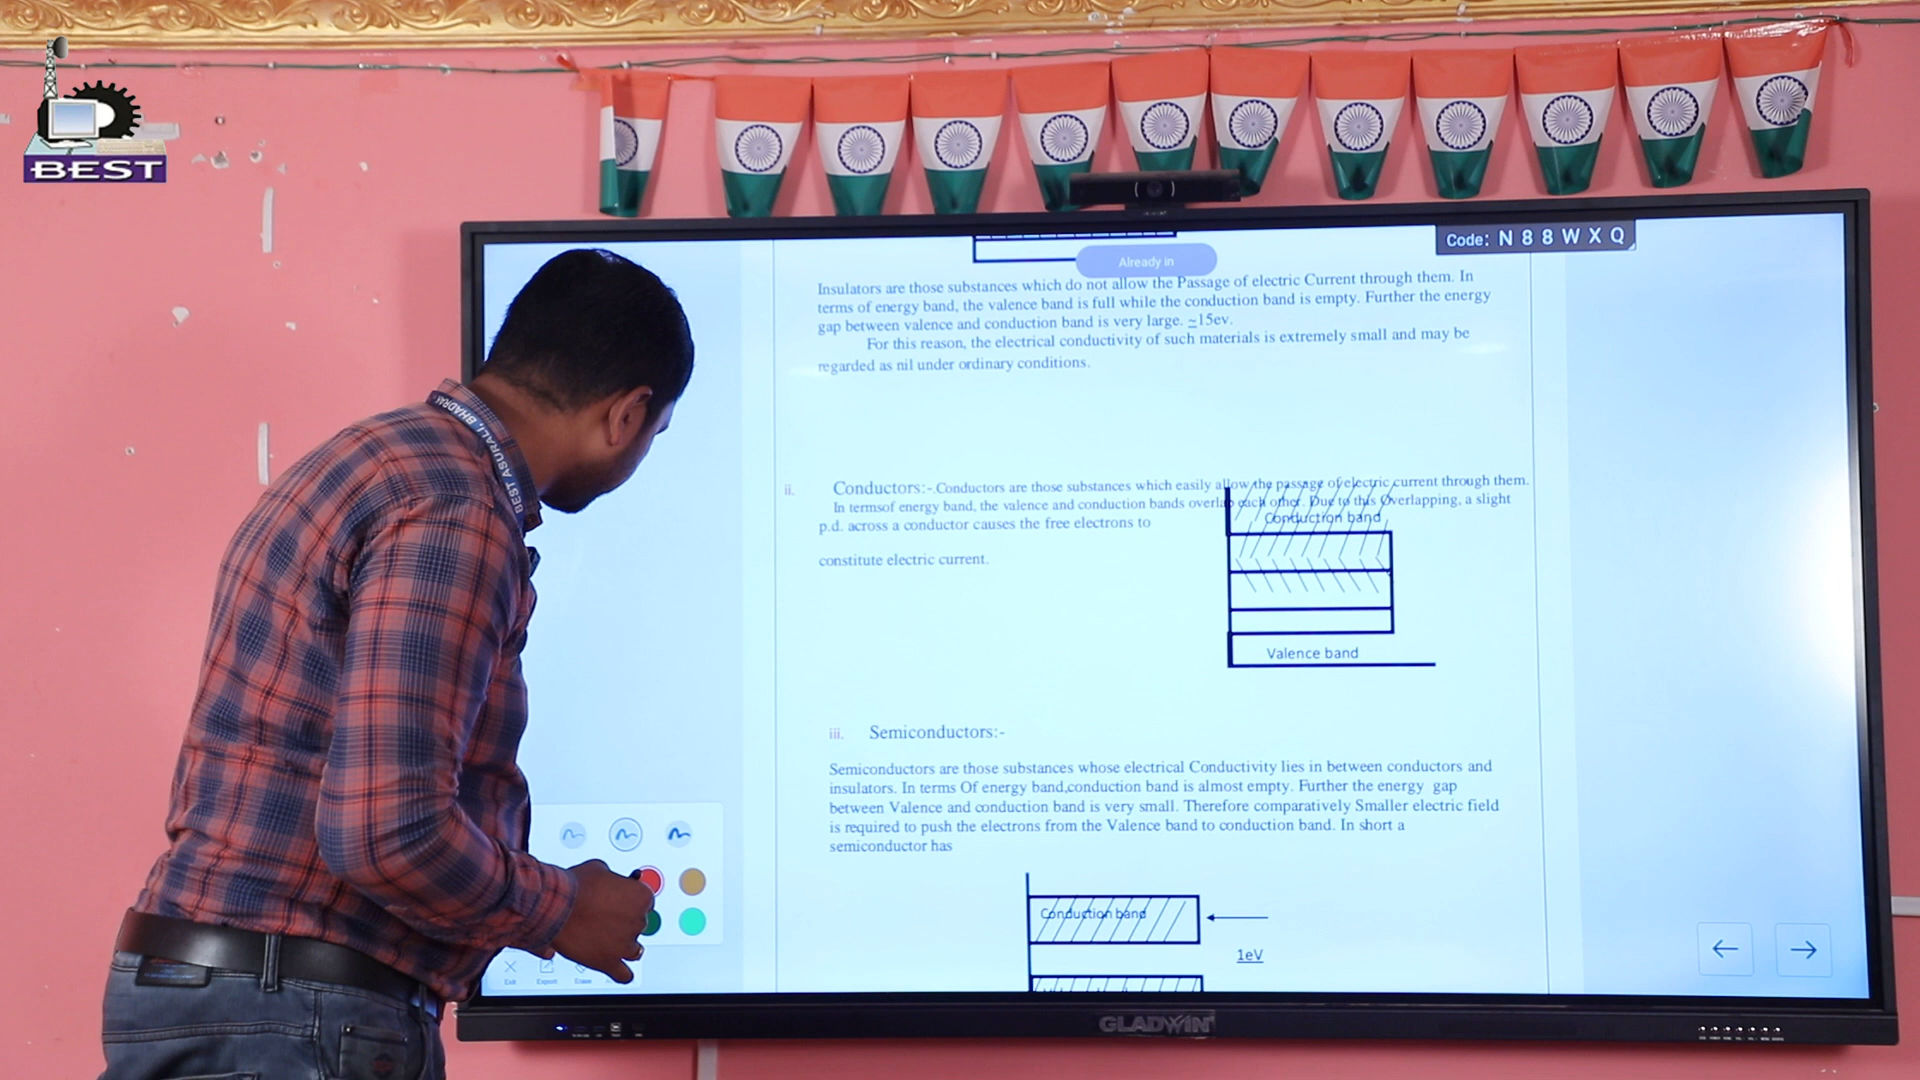 BEST
Code: N88WXQ
Already in
Insulators are those substances which do not allow the Passage of electric Current through them. In
terms of energy band, the valence band is full while the conduction band is empty. Further the energy
gap between valence and conduction band is very large. ~15ev.
For this reason, the electrical conductivity of such materials is extremely small and may be
regarded as nil under ordinary conditions.
ii. Conductors:-.Conductors are those substances which easily allow the passage of electric current through them.
In termsof energy band, the valence and conduction bands overlap each other. Due to this Overlapping, a slight
p.d. across a conductor causes the free electrons to
Conduction band
constitute electric current.
Valence band
BEST ASURALI, BHADRAK
BEST
iii. Semiconductors:-
Semiconductors are those substances whose electrical Conductivity lies in between conductors and
insulators. In terms Of energy band,conduction band is almost empty. Further the energy gap
between Valence and conduction band is very small. Therefore comparatively Smaller electric field
is required to push the electrons from the Valence band to conduction band. In short a
semiconductor has
Conduction band
1eV
Exit Export Erase
GLADWIN